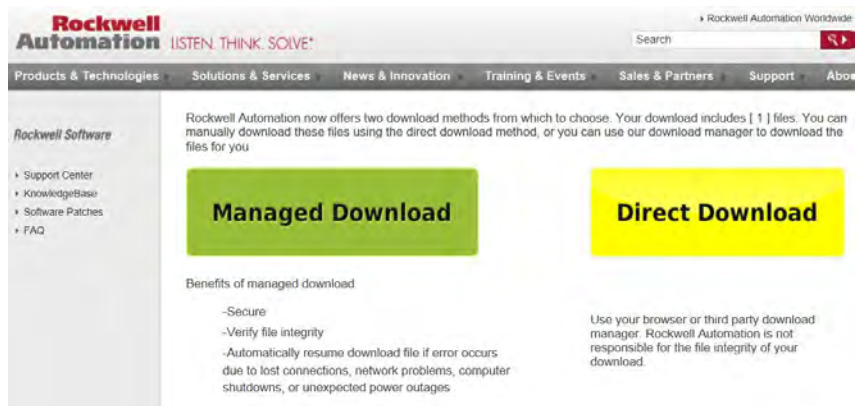 Rockwell
Automation
LISTEN. THINK. SOLVE.®
Rockwell Automation Worldwide
Search
Products & Technologies
Solutions & Services
News & Innovation
Training & Events
Sales & Partners
Support
Abo
Rockwell Software
Support Center
KnowledgeBase
Software Patches
FAQ
Rockwell Automation now offers two download methods from which to choose. Your download includes [ 1 ] files. You can
manually download these files using the direct download method, or you can use our download manager to download the
files for you
Managed Download
Direct Download
Benefits of managed download
-Secure
-Verify file integrity
-Automatically resume download file if error occurs
due to lost connections, network problems, computer
shutdowns, or unexpected power outages
Use your browser or third party download
manager. Rockwell Automation is not
responsible for the file integrity of your
download.